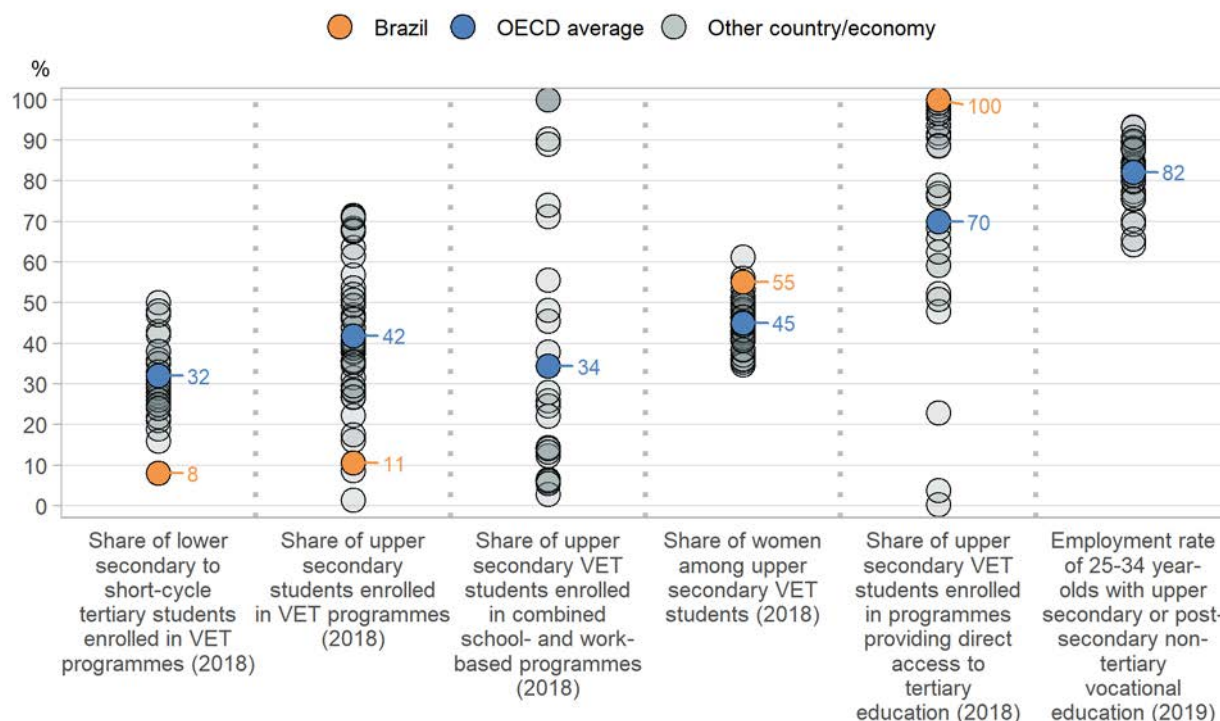 Brazil OECD average Other country/economy
%
100
90
80
70
60
50
40
30
20
10
0
8
32
11
42
34
55
45
100
70
82
Share of lower
secondary to
short-cycle
tertiary students
enrolled in VET
programmes (2018)
Share of upper
secondary
students enrolled
in VET programmes
(2018)
Share of upper
secondary VET
students enrolled
in combined
school- and work-
based programmes
(2018)
Share of women
among upper
secondary VET
students (2018)
Share of upper
secondary VET
students enrolled
in programmes
providing direct
access to
tertiary
education (2018)
Employment rate
of 25-34 year-
olds with upper
secondary or post-
secondary non-
tertiary
vocational
education (2019)